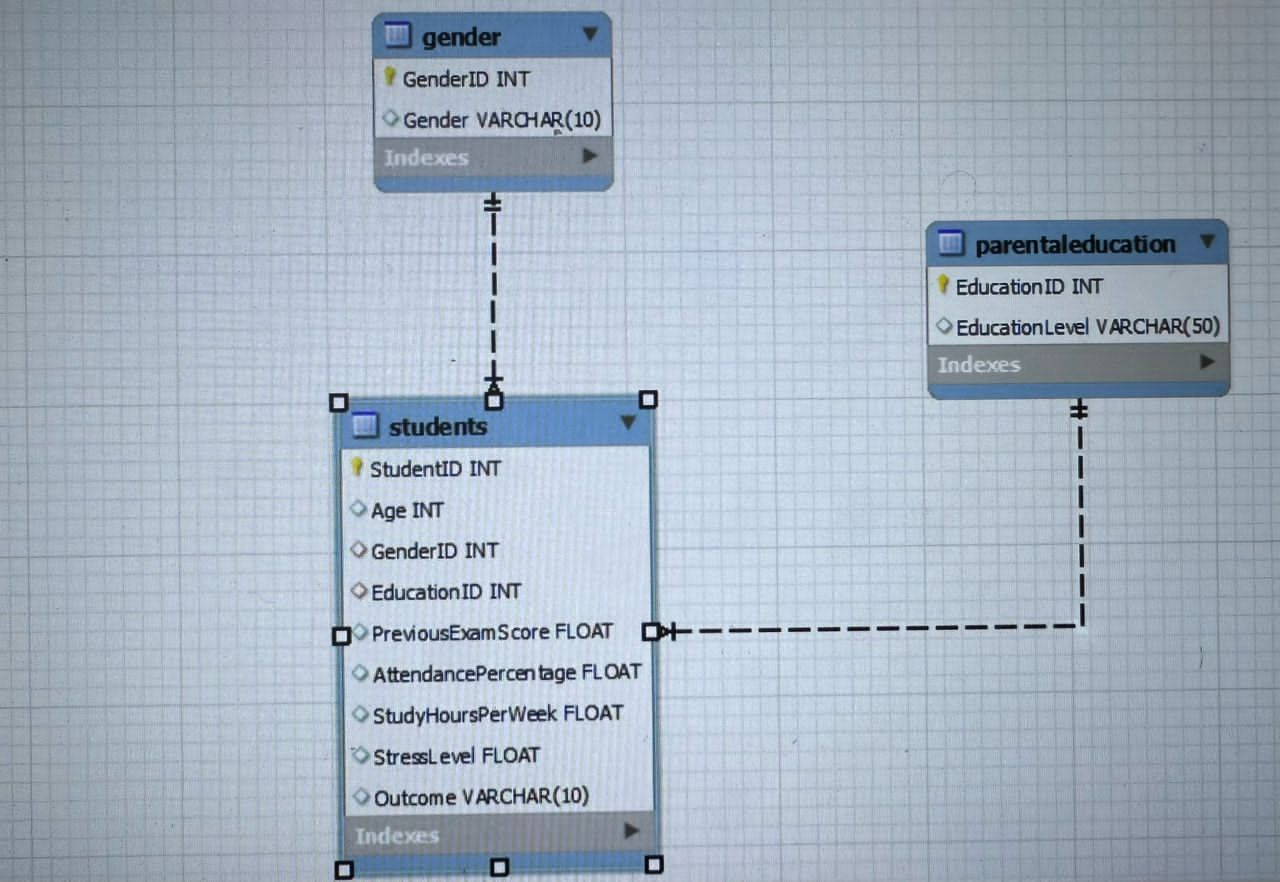 gender
GenderID INT
Gender VARCHAR(10)
Indexes
parentaleducation
EducationID INT
EducationLevel VARCHAR(50)
Indexes
students
StudentID INT
Age INT
GenderID INT
EducationID INT
PreviousExamScore FLOAT
AttendancePercentage FLOAT
StudyHoursPerWeek FLOAT
StressLevel FLOAT
Outcome VARCHAR(10)
Indexes